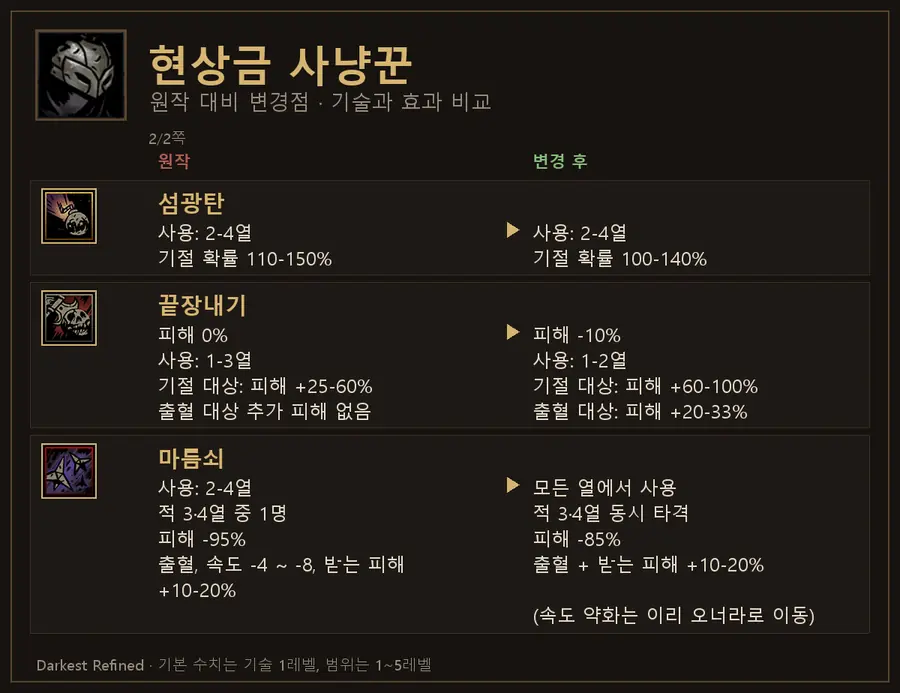 현상금 사냥꾼
원작 대비 변경점 · 기술과 효과 비교
2/2쪽
원작 변경 후
섬광탄
사용: 2-4열 ▶ 사용: 2-4열
기절 확률 110-150% 기절 확률 100-140%
끝장내기
피해 0% ▶ 피해 -10%
사용: 1-3열 사용: 1-2열
기절 대상: 피해 +25-60% 기절 대상: 피해 +60-100%
출혈 대상 추가 피해 없음 출혈 대상: 피해 +20-33%
마름쇠
사용: 2-4열 ▶ 모든 열에서 사용
적 3·4열 중 1명 적 3·4열 동시 타격
피해 -95% 피해 -85%
출혈, 속도 -4 ~ -8, 받는 피해 출혈 + 받는 피해 +10-20%
+10-20%
(속도 약화는 이리 오너라로 이동)
Darkest Refined · 기본 수치는 기술 1레벨, 범위는 1~5레벨